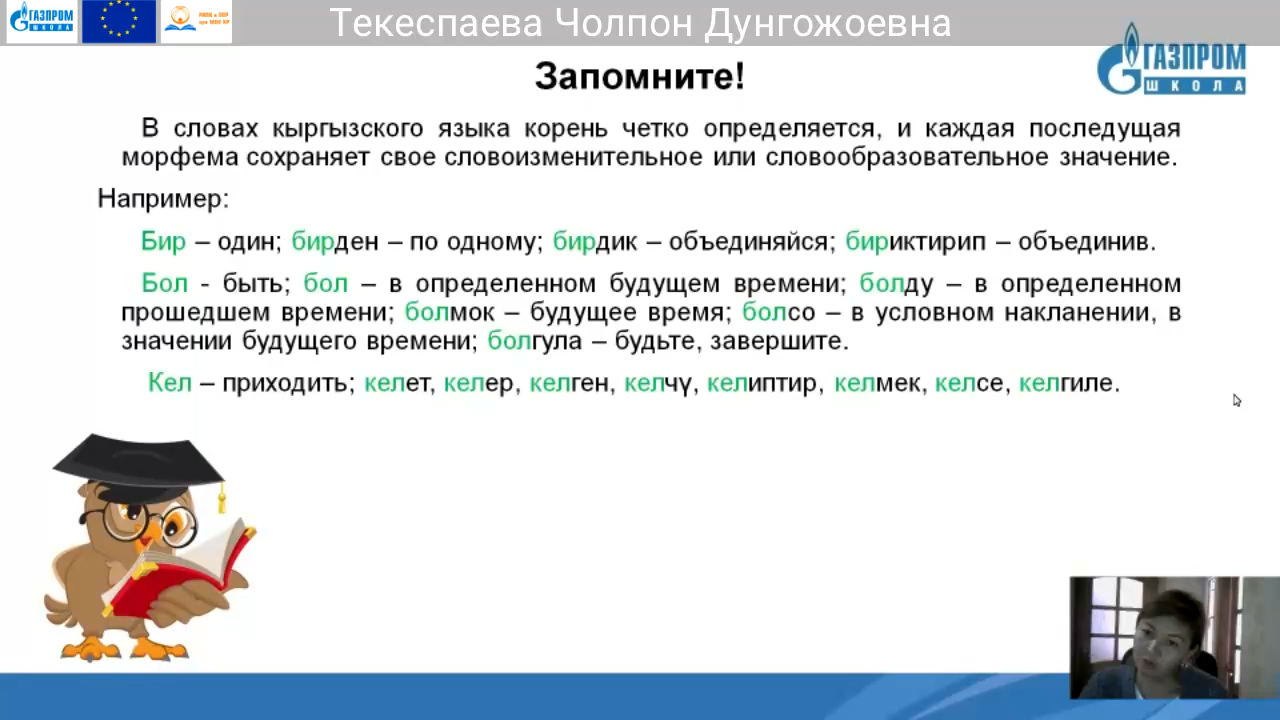 ГАЗПРОМ
ШКОЛА
Текеспаева Чолпон Дунгожоевна
ГАЗПРОМ
ШКОЛА
Запомните!
В словах кыргызского языка корень четко определяется, и каждая последущая
морфема сохраняет свое словоизменительное или словообразовательное значение.
Например:
Бир – один; бирден – по одному; бирдик – объединяйся; бириктирип – объединив.
Бол - быть; бол – в определенном будущем времени; болду – в определенном
прошедшем времени; болмок – будущее время; болсо – в условном накланении, в
значении будущего времени; болгула – будьте, завершите.
Кел – приходить; келет, келер, келген, келчү, келиптир, келмек, келсе, келгиле.